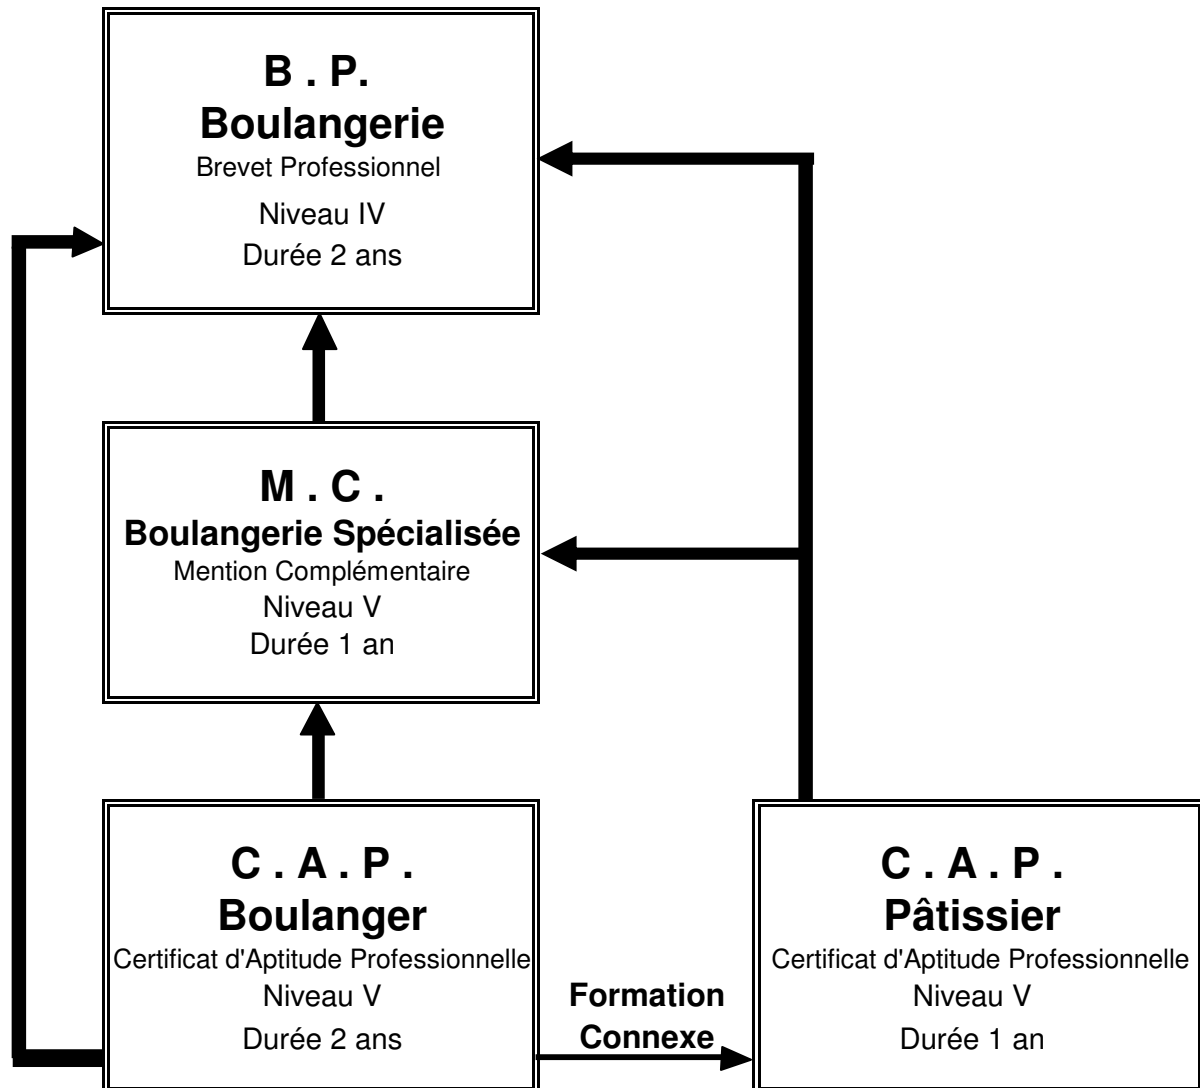 B . P.
Boulangerie
Brevet Professionnel
Niveau IV
Durée 2 ans
M . C .
Boulangerie Spécialisée
Mention Complémentaire
Niveau V
Durée 1 an
C . A . P .
Boulanger
Certificat d'Aptitude Professionnelle
Niveau V
Durée 2 ans
Formation
Connexe
C . A . P .
Pâtissier
Certificat d'Aptitude Professionnelle
Niveau V
Durée 1 an